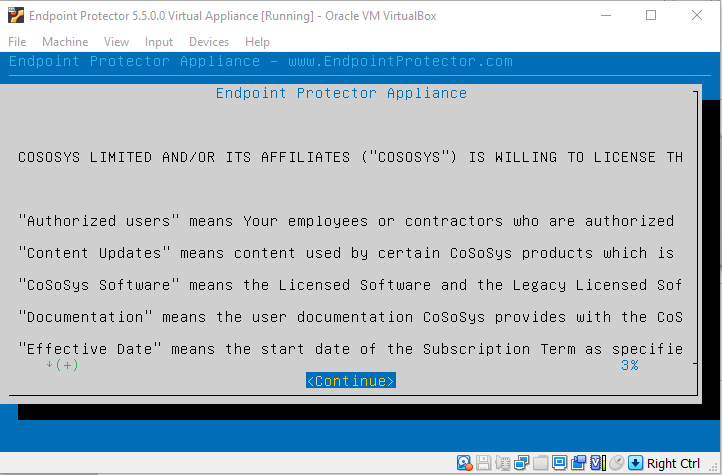 Endpoint Protector 5.5.0.0 Virtual Appliance [Running] - Oracle VM VirtualBox
File Machine View Input Devices Help
Endpoint Protector Appliance - www.EndpointProtector.com
Endpoint Protector Appliance
COSOSYS LIMITED AND/OR ITS AFFILIATES ("COSOSYS") IS WILLING TO LICENSE TH
"Authorized users" means Your employees or contractors who are authorized
"Content Updates" means content used by certain CoSoSys products which is
"CoSoSys Software" means the Licensed Software and the Legacy Licensed Sof
"Documentation" means the user documentation CoSoSys provides with the CoS
"Effective Date" means the start date of the Subscription Term as specifie
↓(+) 3%
<Continue>
Right Ctrl